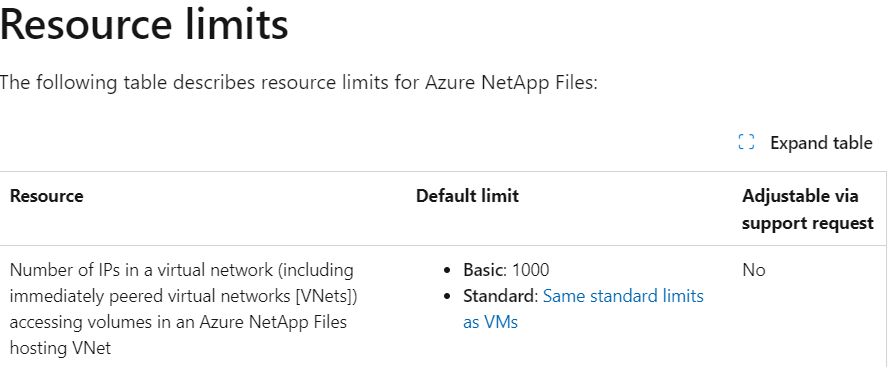 Resource limits
The following table describes resource limits for Azure NetApp Files:
Expand table
Resource
Default limit
Adjustable via
support request
Number of IPs in a virtual network (including
immediately peered virtual networks [VNets])
accessing volumes in an Azure NetApp Files
hosting VNet
• Basic: 1000
• Standard: Same standard limits
as VMs
No